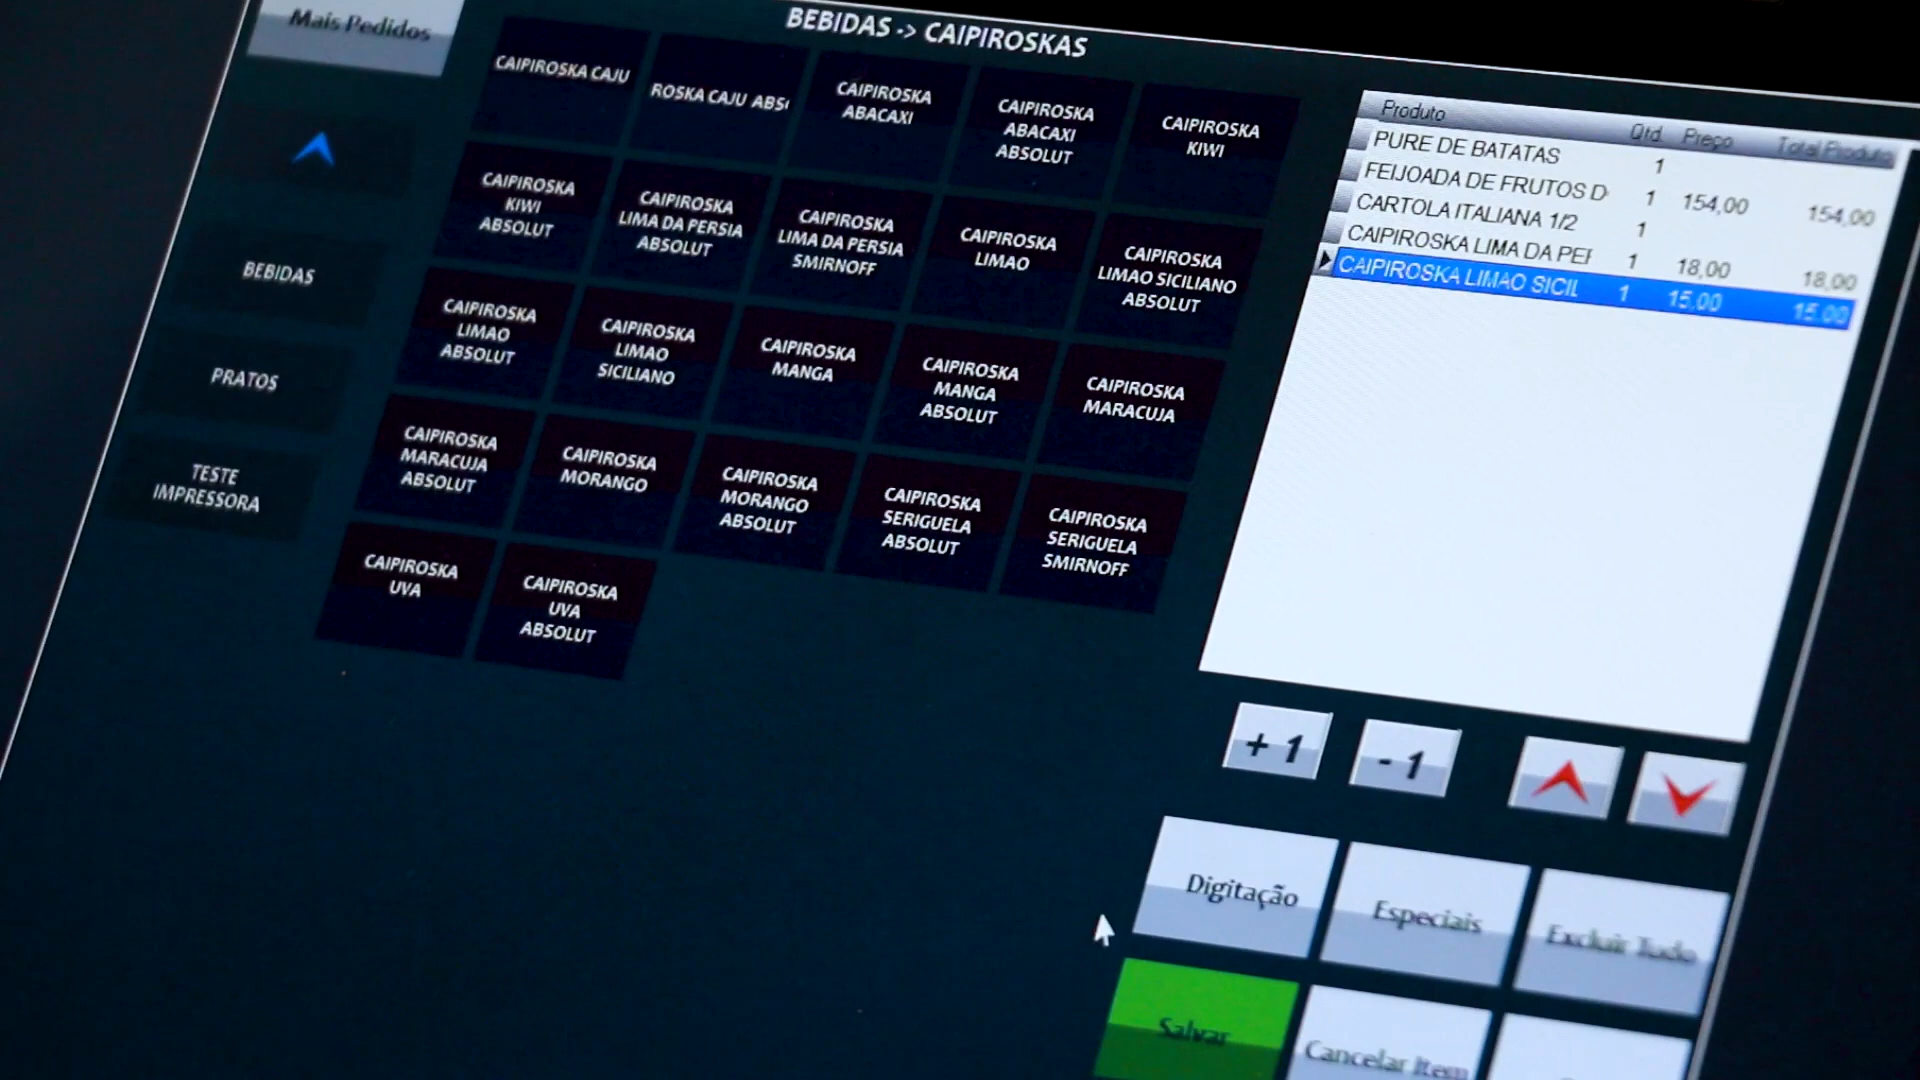 Mais Pedidos
BEBIDAS -> CAIPIROSKAS
CAIPIROSKA CAJU
ROSKA CAJU ABS
CAIPIROSKA
ABACAXI
CAIPIROSKA
ABACAXI
ABSOLUT
CAIPIROSKA
KIWI
CAIPIROSKA
KIWI
ABSOLUT
CAIPIROSKA
LIMA DA PERSIA
ABSOLUT
CAIPIROSKA
LIMA DA PERSIA
SMIRNOFF
CAIPIROSKA
LIMAO
CAIPIROSKA
LIMAO SICILIANO
ABSOLUT
CAIPIROSKA
LIMAO
ABSOLUT
CAIPIROSKA
LIMAO
SICILIANO
CAIPIROSKA
MANGA
CAIPIROSKA
MANGA
ABSOLUT
CAIPIROSKA
MARACUJA
CAIPIROSKA
MARACUJA
ABSOLUT
CAIPIROSKA
MORANGO
CAIPIROSKA
MORANGO
ABSOLUT
CAIPIROSKA
SERIGUELA
ABSOLUT
CAIPIROSKA
SERIGUELA
SMIRNOFF
CAIPIROSKA
UVA
CAIPIROSKA
UVA
ABSOLUT
BEBIDAS
PRATOS
TESTE
IMPRESSORA
Produto Qtd. Preço Total Produto
PURE DE BATATAS 1
FEIJOADA DE FRUTOS D 1 154,00 154,00
CARTOLA ITALIANA 1/2 1
CAIPIROSKA LIMA DA PER 1 18,00 18,00
CAIPIROSKA LIMAO SICIL 1 15,00 15,00
+ 1
- 1
Digitação
Especiais
Excluir Tudo
Salvar
Cancelar Item